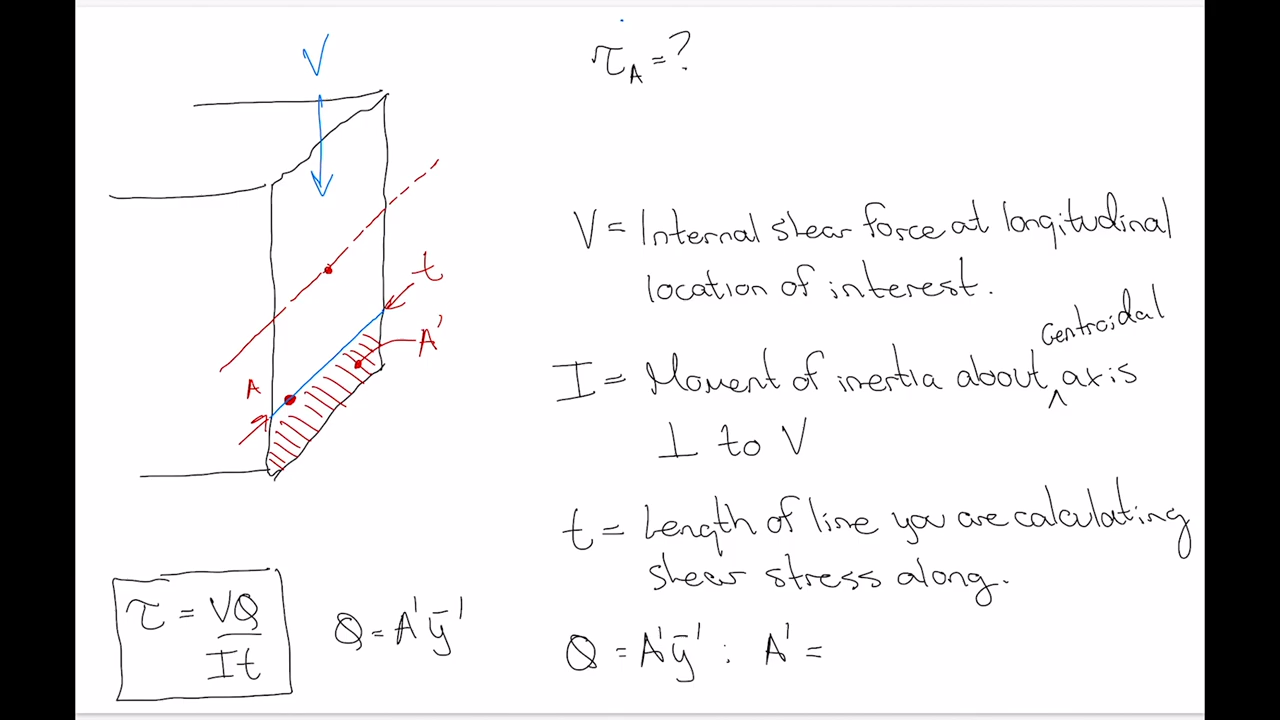 V
τ_A = ?
V = Internal shear force at longitudinal
location of interest.
t
A'
A
centroidal
I = Moment of inertia about ^ axis
⊥ to V
t = Length of line you are calculating
shear stress along.
τ = VQ/It
Q = A'ȳ'
Q = A'ȳ' : A' =